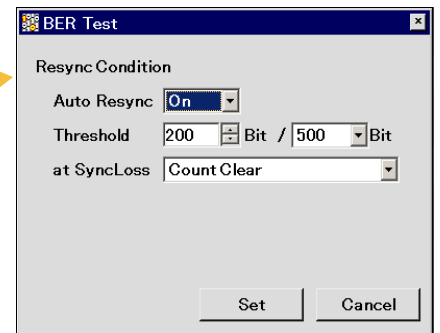 BER Test
Resync Condition
Auto Resync On
Threshold 200 Bit / 500 Bit
at SyncLoss Count Clear
Set Cancel